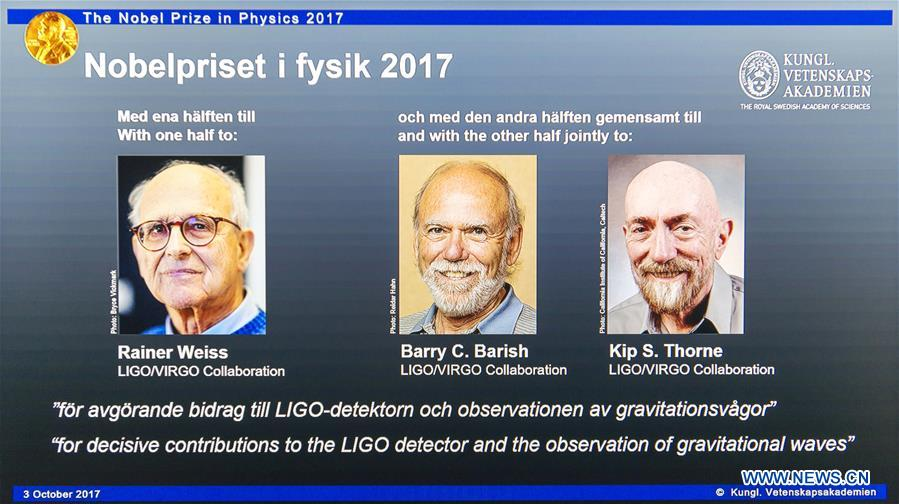 The Nobel Prize in Physics 2017
Nobelpriset i fysik 2017
KUNGL.
VETENSKAPS-
AKADEMIEN
THE ROYAL SWEDISH ACADEMY OF SCIENCES
Med ena hälften till
With one half to:
och med den andra hälften gemensamt till
and with the other half jointly to:
Photo: Bryce Vickmark
Photo: Reidar Hahn
Photo: California Institute of California, Caltech
Rainer Weiss
LIGO/VIRGO Collaboration
Barry C. Barish
LIGO/VIRGO Collaboration
Kip S. Thorne
LIGO/VIRGO Collaboration
”för avgörande bidrag till LIGO-detektorn och observationen av gravitationsvågor”
“for decisive contributions to the LIGO detector and the observation of gravitational waves”
3 October 2017
© Kungl. Vetenskapsakademien
WWW.NEWS.CN